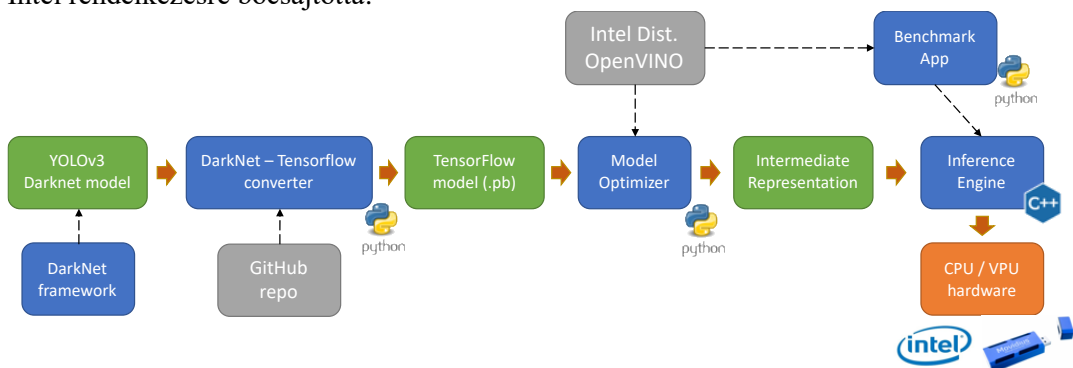 Intel rendelkezésre bocsájtotta.
Intel Dist.
OpenVINO
Benchmark
App
python
YOLOv3
Darknet model
DarkNet – Tensorflow
converter
python
TensorFlow
model (.pb)
Model
Optimizer
python
Intermediate
Representation
Inference
Engine
C++
DarkNet
framework
GitHub
repo
CPU / VPU
hardware
intel
Movidius